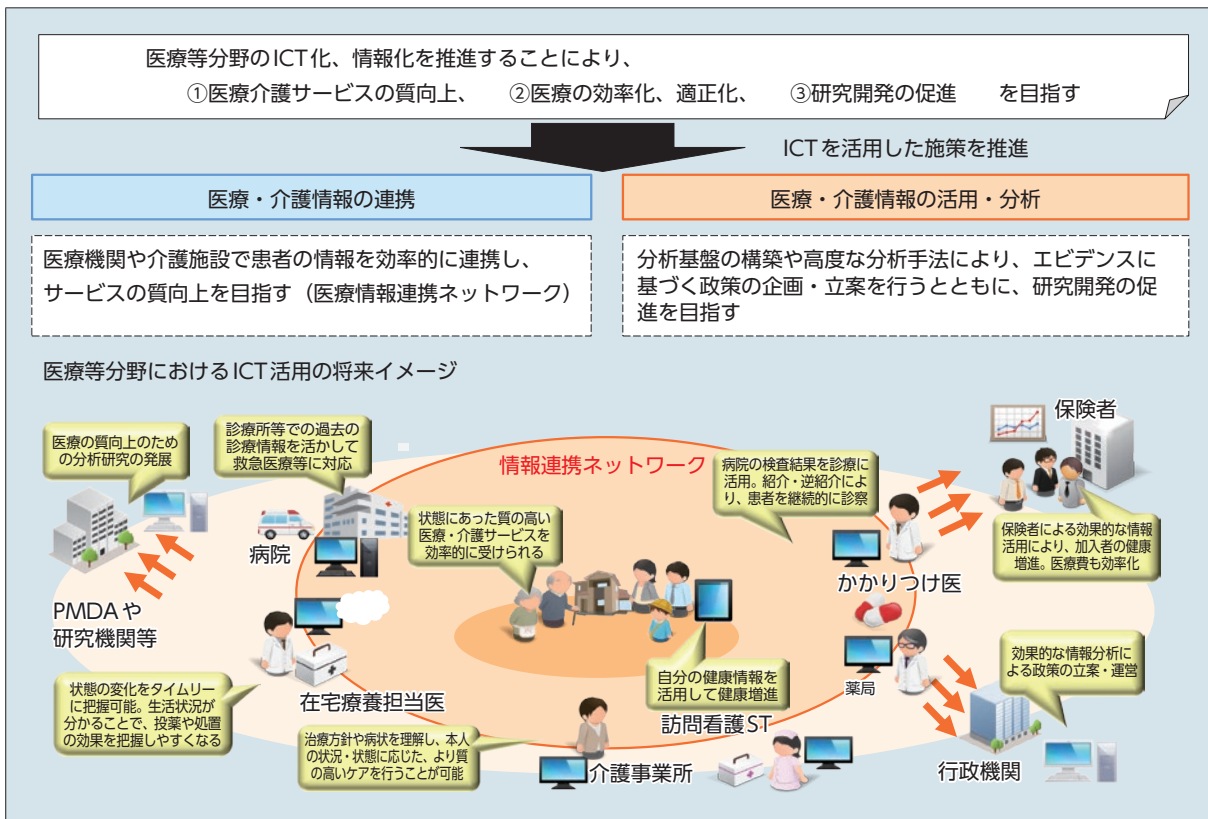 医療等分野のICT化、情報化を推進することにより、
①医療介護サービスの質向上、 ②医療の効率化、適正化、 ③研究開発の促進 を目指す
ICTを活用した施策を推進
医療・介護情報の連携
医療機関や介護施設で患者の情報を効率的に連携し、
サービスの質向上を目指す（医療情報連携ネットワーク）
医療・介護情報の活用・分析
分析基盤の構築や高度な分析手法により、エビデンスに
基づく政策の企画・立案を行うとともに、研究開発の促
進を目指す
医療等分野におけるICT活用の将来イメージ
医療の質向上のため
の分析研究の発展
PMDAや
研究機関等
診療所等での過去の
診療情報を活かして
救急医療等に対応
病院
情報連携ネットワーク
状態にあった質の高い
医療・介護サービスを
効率的に受けられる
病院の検査結果を診療に
活用。紹介・逆紹介によ
り、患者を継続的に診察
かかりつけ医
保険者
保険者による効果的な情報
活用により、加入者の健康
増進。医療費も効率化
自分の健康情報を
活用して健康増進
薬局
効果的な情報分析に
よる政策の立案・運営
行政機関
状態の変化をタイムリー
に把握可能。生活状況が
分かることで、投薬や処置
の効果を把握しやすくなる
在宅療養担当医
治療方針や病状を理解し、本人
の状況・状態に応じた、より質
の高いケアを行うことが可能
介護事業所
訪問看護ST